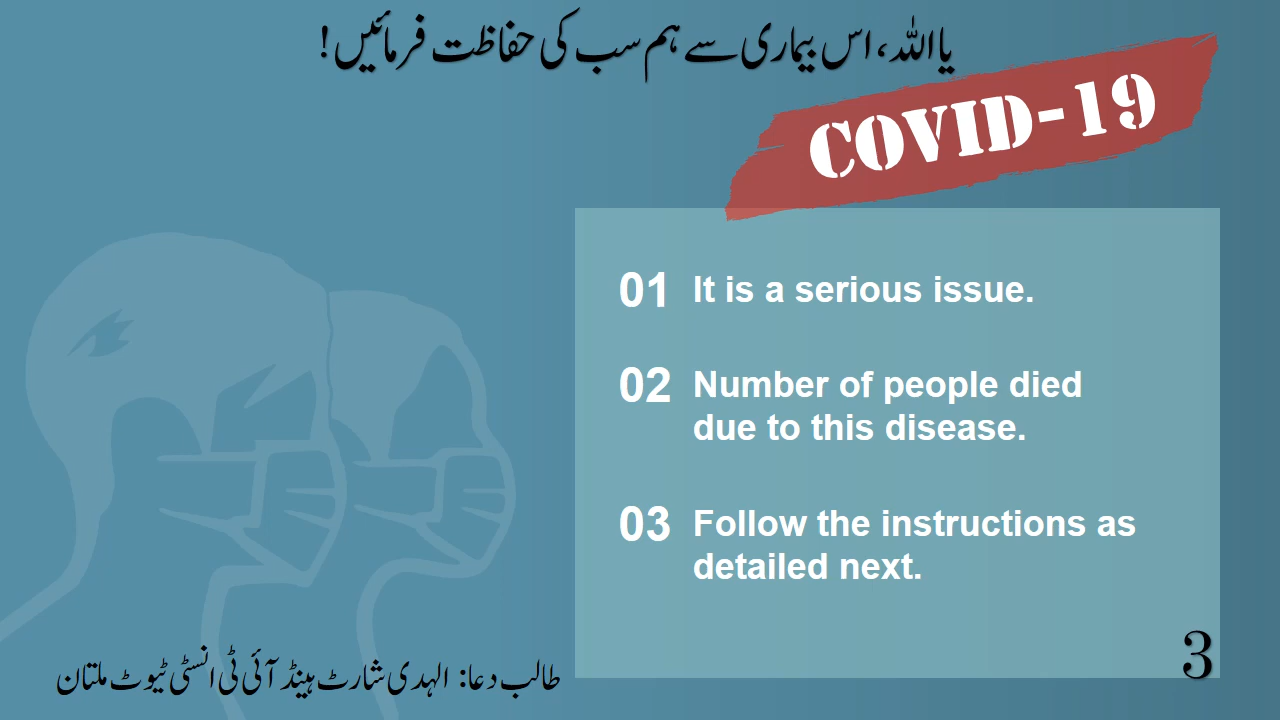 یا اللہ، اس بیماری سے ہم سب کی حفاظت فرمائیں!
COVID-19
01 It is a serious issue.
02 Number of people died
due to this disease.
03 Follow the instructions as
detailed next.
طالب دعا: الہدی شارٹ ہینڈ آئی ٹی انسٹی ٹیوٹ ملتان
3